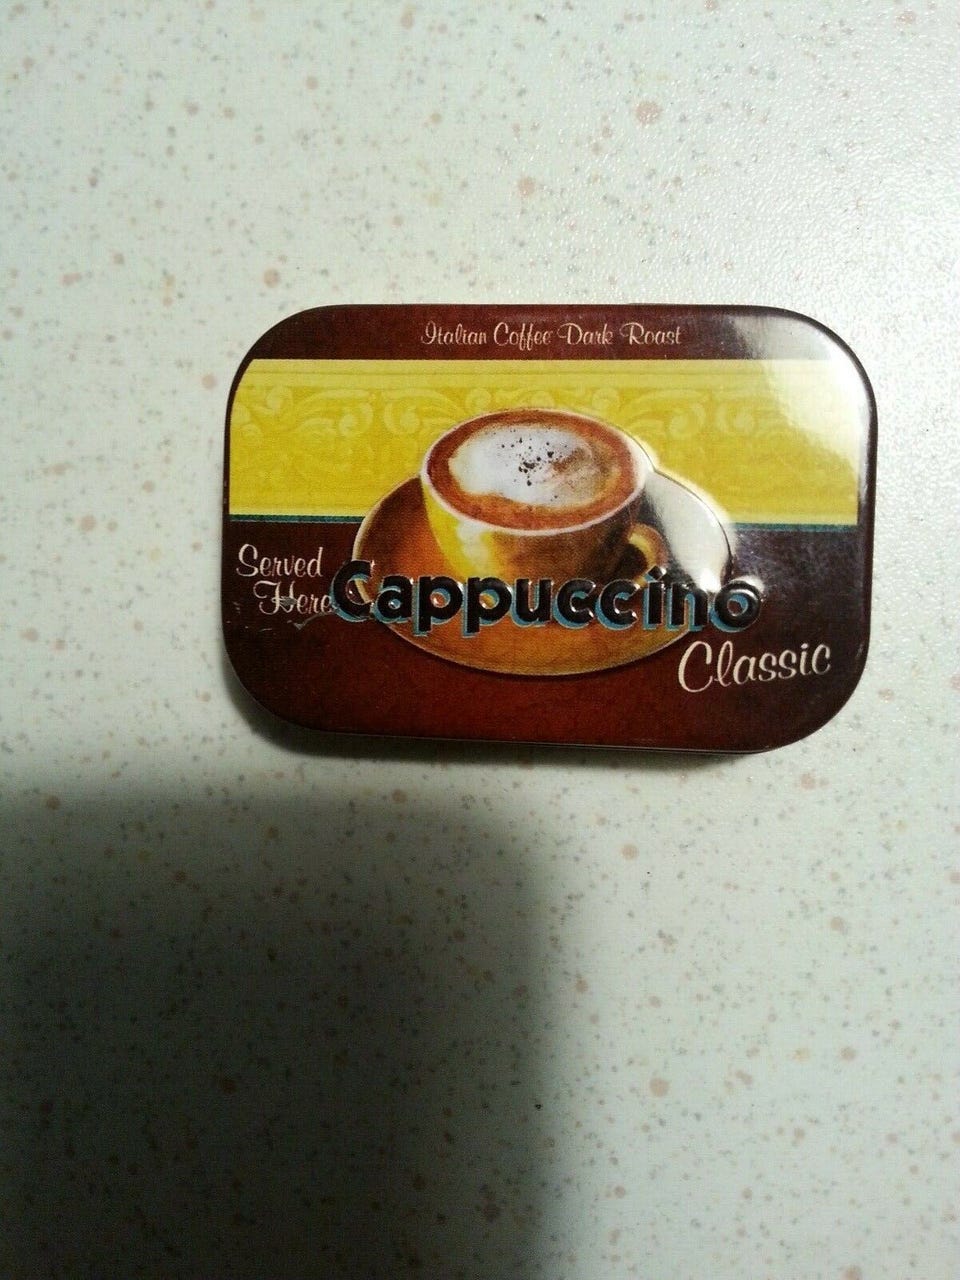 Italian Coffee Dark Roast
Served
Here
Cappuccino
Classic